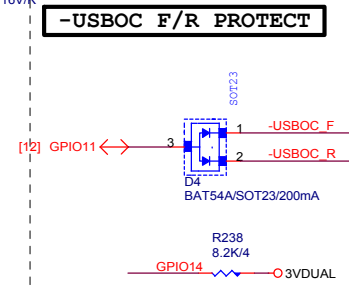 16V/K
-USBOC F/R PROTECT
SOT23
1 -USBOC_F
[12] GPIO11 3
2 -USBOC_R
D4
BAT54A/SOT23/200mA
R238
8.2K/4
GPIO14 3VDUAL